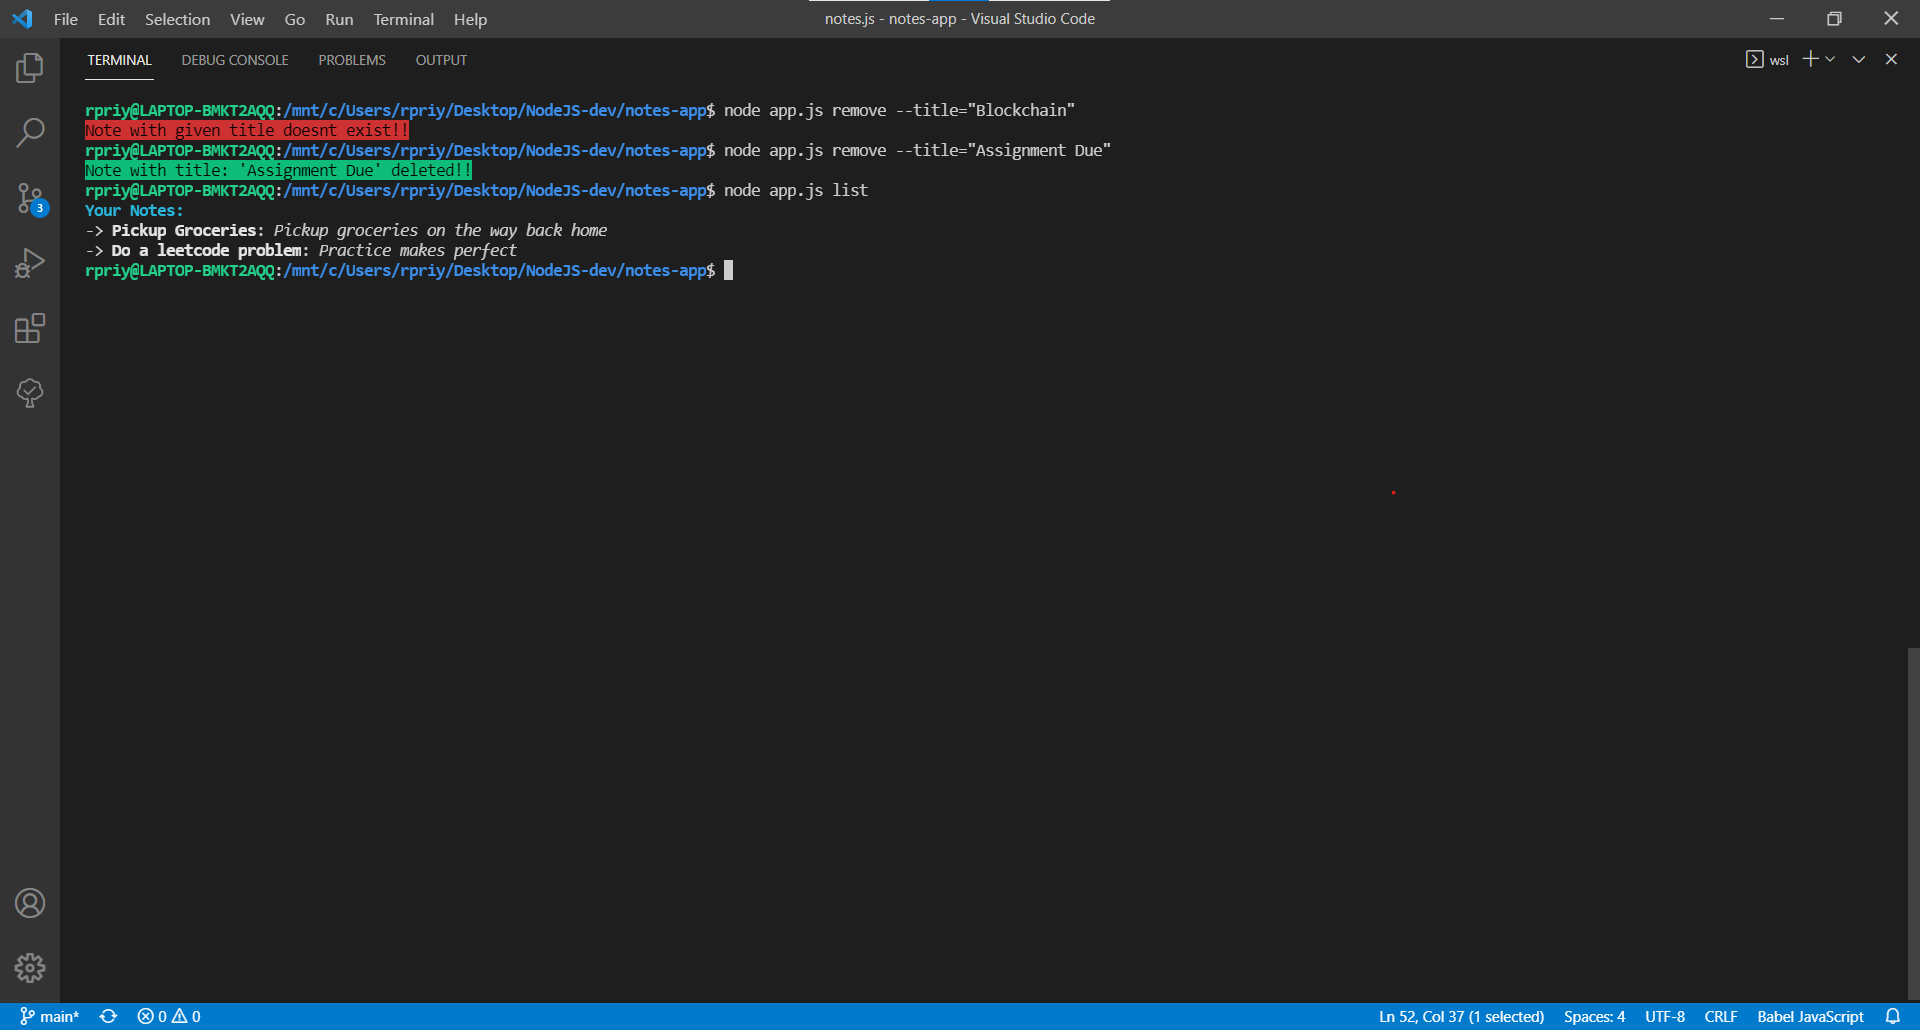 File Edit Selection View Go Run Terminal Help
notes.js - notes-app - Visual Studio Code
TERMINAL DEBUG CONSOLE PROBLEMS OUTPUT
wsl
rpriy@LAPTOP-BMKT2AQQ:/mnt/c/Users/rpriy/Desktop/NodeJS-dev/notes-app$ node app.js remove --title="Blockchain"
Note with given title doesnt exist!!
rpriy@LAPTOP-BMKT2AQQ:/mnt/c/Users/rpriy/Desktop/NodeJS-dev/notes-app$ node app.js remove --title="Assignment Due"
Note with title: 'Assignment Due' deleted!!
rpriy@LAPTOP-BMKT2AQQ:/mnt/c/Users/rpriy/Desktop/NodeJS-dev/notes-app$ node app.js list
Your Notes:
-> Pickup Groceries: Pickup groceries on the way back home
-> Do a leetcode problem: Practice makes perfect
rpriy@LAPTOP-BMKT2AQQ:/mnt/c/Users/rpriy/Desktop/NodeJS-dev/notes-app$
3
main* 0 0
Ln 52, Col 37 (1 selected) Spaces: 4 UTF-8 CRLF Babel JavaScript